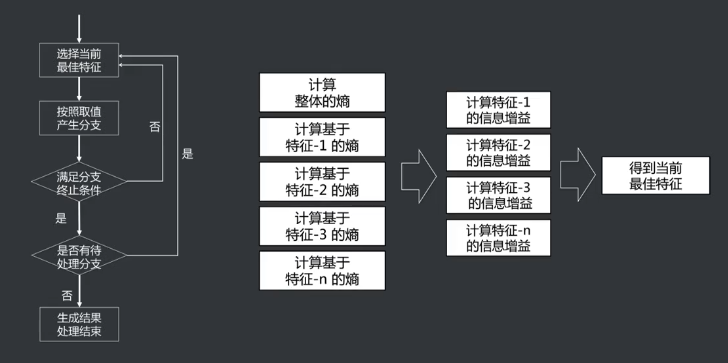 选择当前
最佳特征
按照取值
产生分支
否
是
满足分支
终止条件
是
是否有待
处理分支
否
生成结果
处理结束
计算
整体的熵
计算基于
特征-1 的熵
计算基于
特征-2 的熵
计算基于
特征-3 的熵
计算基于
特征-n 的熵
计算特征-1
的信息增益
计算特征-2
的信息增益
计算特征-3
的信息增益
计算特征-n
的信息增益
得到当前
最佳特征